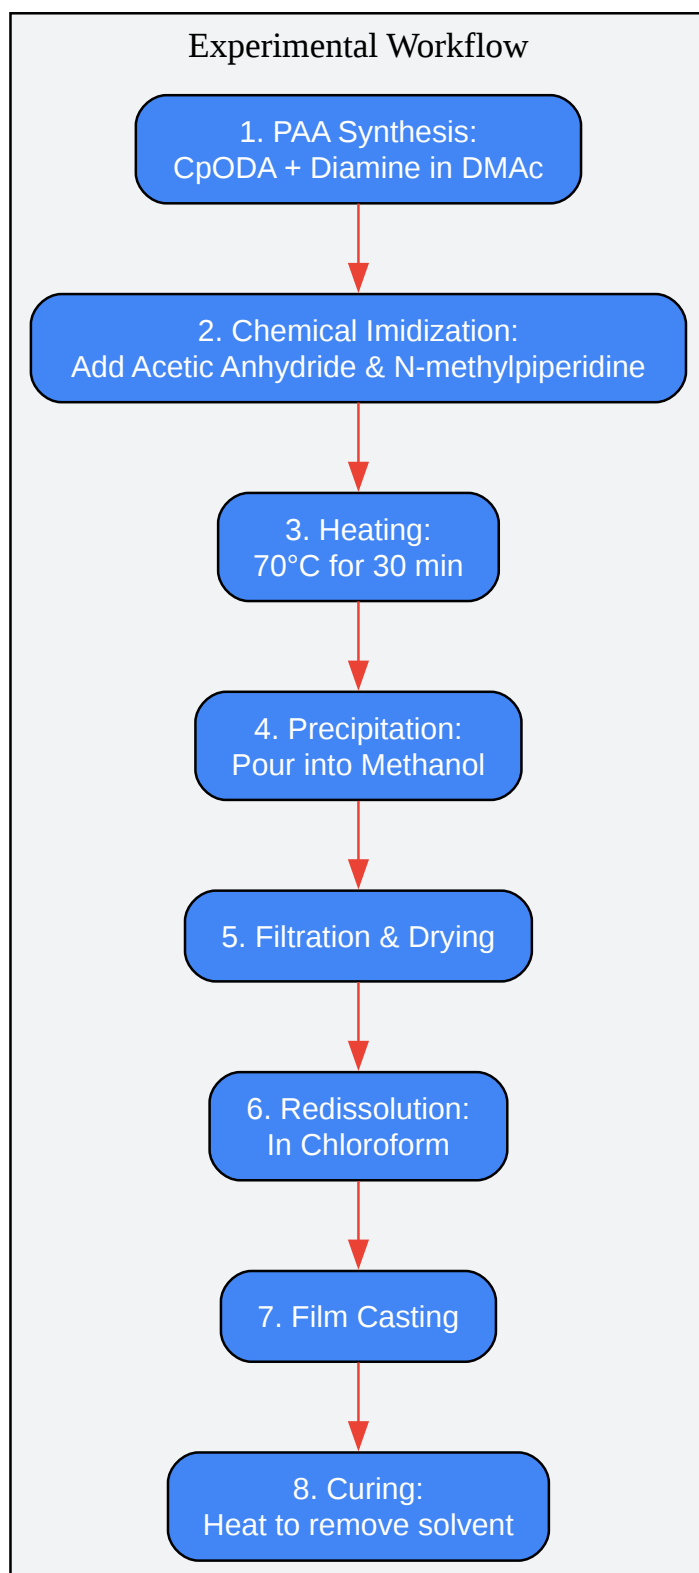 Experimental Workflow
1. PAA Synthesis:
CpODA + Diamine in DMAc
2. Chemical Imidization:
Add Acetic Anhydride & N-methylpiperidine
3. Heating:
70°C for 30 min
4. Precipitation:
Pour into Methanol
5. Filtration & Drying
6. Redissolution:
In Chloroform
7. Film Casting
8. Curing:
Heat to remove solvent